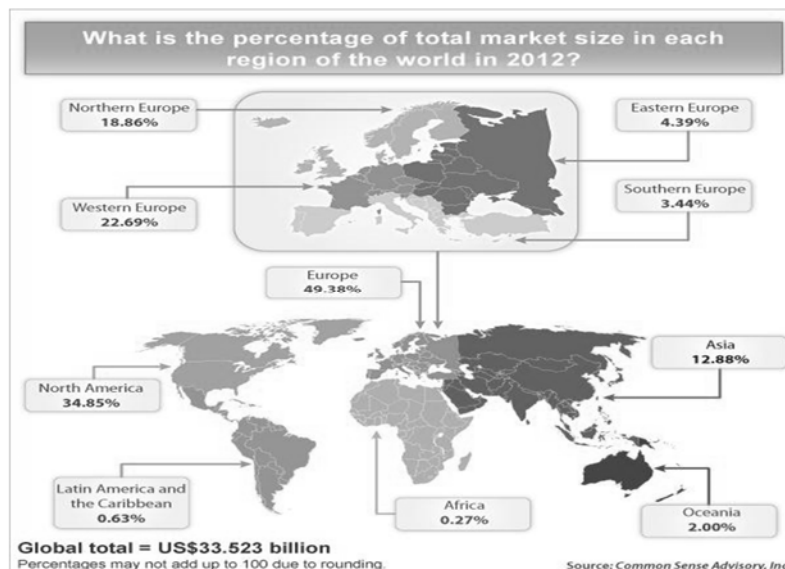 What is the percentage of total market size in each
region of the world in 2012?
Northern Europe
18.86%
Eastern Europe
4.39%
Western Europe
22.69%
Southern Europe
3.44%
Europe
49.38%
Asia
12.88%
North America
34.85%
Latin America and
the Caribbean
0.63%
Africa
0.27%
Oceania
2.00%
Global total = US$33.523 billion
Percentages may not add up to 100 due to rounding.
Source: Common Sense Advisory, Inc